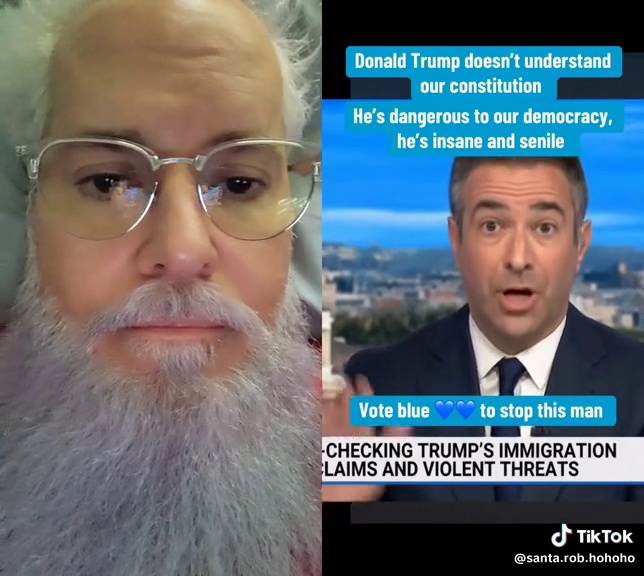 Donald Trump doesn't understand
our constitution
He's dangerous to our democracy,
he's insane and senile
Vote blue 💙💙 to stop this man
-CHECKING TRUMP'S IMMIGRATION
CLAIMS AND VIOLENT THREATS
TikTok
@santa.rob.hohoho